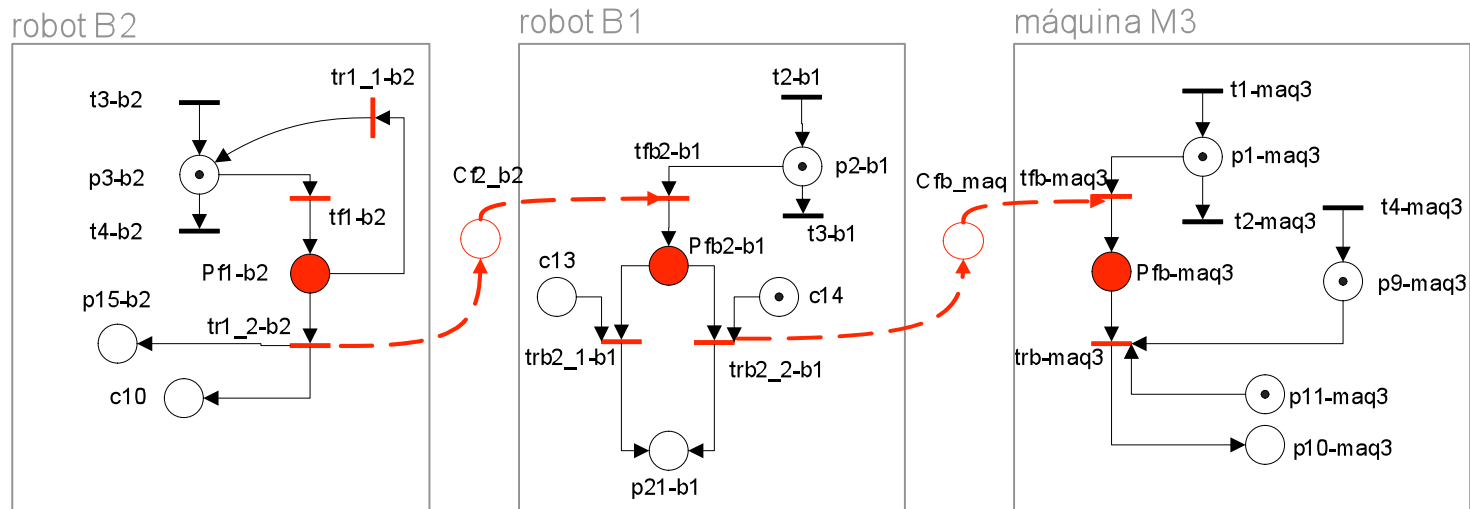 robot B2
t3-b2
tr1_1-b2
p3-b2
t4-b2
tf1-b2
Pf1-b2
p15-b2
tr1_2-b2
c10
Cf2_b2
robot B1
t2-b1
tfb2-b1
p2-b1
t3-b1
Pfb2-b1
c13
c14
trb2_1-b1
trb2_2-b1
p21-b1
Cfb_maq
máquina M3
t1-maq3
p1-maq3
tfb-maq3
t2-maq3
t4-maq3
Pfb-maq3
p9-maq3
trb-maq3
p11-maq3
p10-maq3